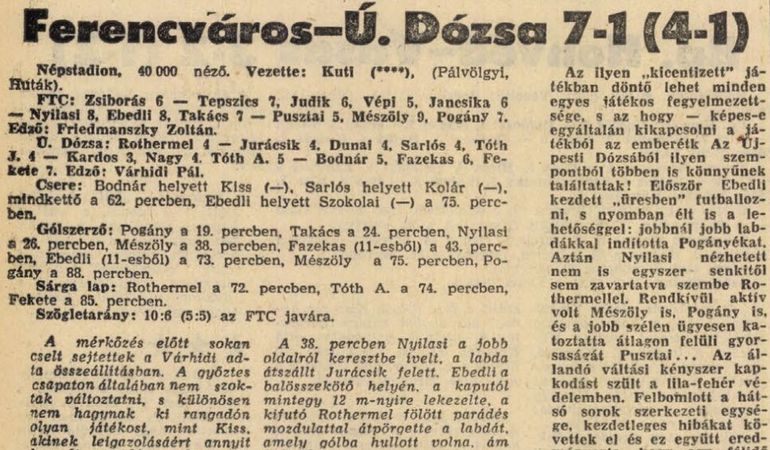 Ferencváros—Ú. Dózsa 7-1 (4-1)
Népstadion, 40 000 néző. Vezette: Kuti (****), (Pálvölgyi,
Huták).
FTC: Zsiborás 6 — Tepszics 7, Judik 6, Vépi 5, Jancsika 6
— Nyilasi 8, Ebedli 8, Takács 7 — Pusztai 5, Mészöly 9, Pogány 7.
Edző: Friedmanszky Zoltán.
Ú. Dózsa: Rothermel 4 — Jurácsik 4, Dunai 4, Sarlós 4, Tóth
J. 4 — Kardos 3, Nagy 4. Tóth A. 5 — Bodnár 5, Fazekas 6, Fe-
kete 7. Edző: Várhidi Pál.
Csere: Bodnár helyett Kiss (—), Sarlós helyett Kolár (—),
mindkettő a 62. percben, Ebedli helyett Szokolai (—) a 75. perc-
ben.
Gólszerző: Pogány a 19. percben, Takács a 24. percben, Nyilasi
a 26. percben, Mészöly a 38. percben, Fazekas (11-esből) a 43. perc-
ben, Ebedli (11-esből) a 73. percben, Mészöly a 75. percben, Po-
gány a 88. percben.
Sárga lap: Rothermel a 72. percben, Tóth A. a 74. percben,
Fekete a 85. percben.
Szögletarány: 10:6 (5:5) az FTC javára.
A mérkőzés előtt sokan
cselt sejtettek a Várhidi ad-
ta összeállításban. A győztes
csapaton általában nem szok-
tak változtatni, s különösen
nem hagynak ki rangadón
olyan játékost, mint Kiss,
akinek leigazolásáért annyit
A 38. percben Nyilasi a jobb
oldalról keresztbe ívelt, a labda
átszállt Jurácsik felett. Ebedli a
balösszekötő helyén, a kaputól
mintegy 12 m-nyire lekezelte, a
kifutó Rothermel fölött parádés
mozdulattal átpörgette a labdát,
amely gólba hullott volna, ám
Az ilyen „kicentizett" já-
tékban döntő lehet minden
egyes játékos fegyelmezett-
sége, s az hogy — képes-e
egyáltalán kikapcsolni a já-
tékból az emberét. Az Új-
pesti Dózsából ilyen szem-
pontból többen is könnyűnek
találtattak! Először Ebedli
kezdett „üresben" futballoz-
ni, s nyomban élt is a le-
hetőséggel: jobbnál jobb lab-
dákkal indította Pogányékat.
Aztán Nyilasi nézhetett
nem is egyszer senkitől
sem zavartatva szembe Ro-
thermellel. Rendkívül aktív
volt Mészöly is, Pogány is,
és a jobb szélen ügyesen ka-
toztatta átlagon felüli gyor-
saságát Pusztai... Az ál-
landó váltási kényszer kap-
kodást szült a lila-fehér vé-
delemben. Felbomlott a hát-
só sorok szerkezeti egysé-
ge, kezdetleges hibákat kö-
vettek el és ez együtt ered-